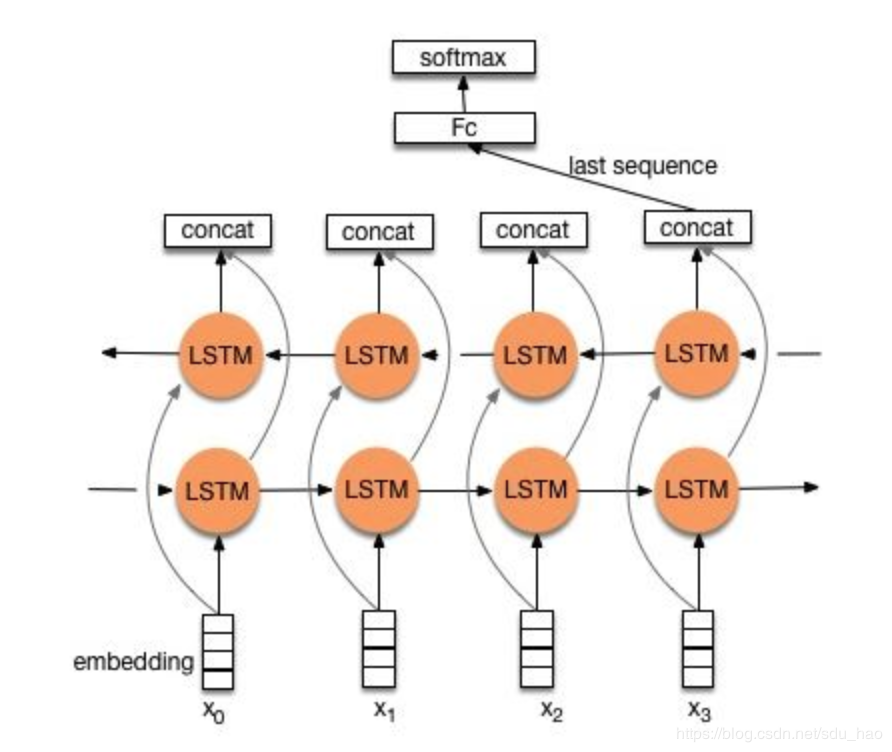 softmax
Fc
last sequence
concat concat concat concat
LSTM LSTM LSTM LSTM
LSTM LSTM LSTM LSTM
embedding
x0 x1 x2 x3
https://blog.csdn.net/sdu_hao